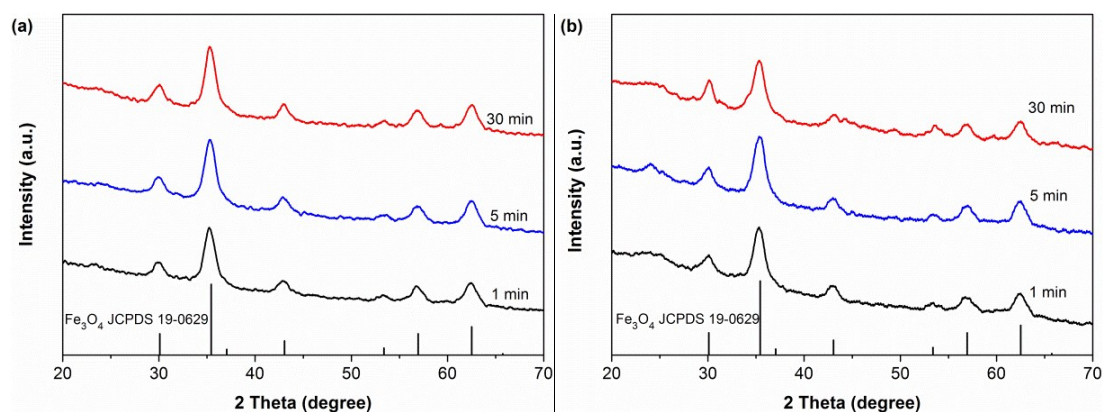 (a)
Intensity (a.u.)
30 min
5 min
1 min
Fe₃O₄ JCPDS 19-0629
20 30 40 50 60 70
2 Theta (degree)
(b)
Intensity (a.u.)
30 min
5 min
1 min
Fe₃O₄ JCPDS 19-0629
20 30 40 50 60 70
2 Theta (degree)